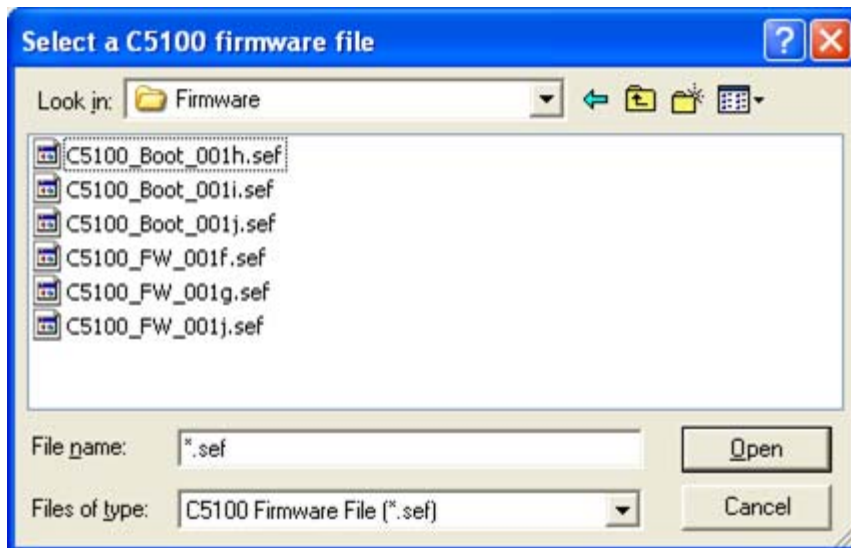 Select a C5100 firmware file
Look in: Firmware
C5100_Boot_001h.sef
C5100_Boot_001i.sef
C5100_Boot_001j.sef
C5100_FW_001f.sef
C5100_FW_001g.sef
C5100_FW_001j.sef
File name: *.sef Open
Files of type: C5100 Firmware File (*.sef) Cancel